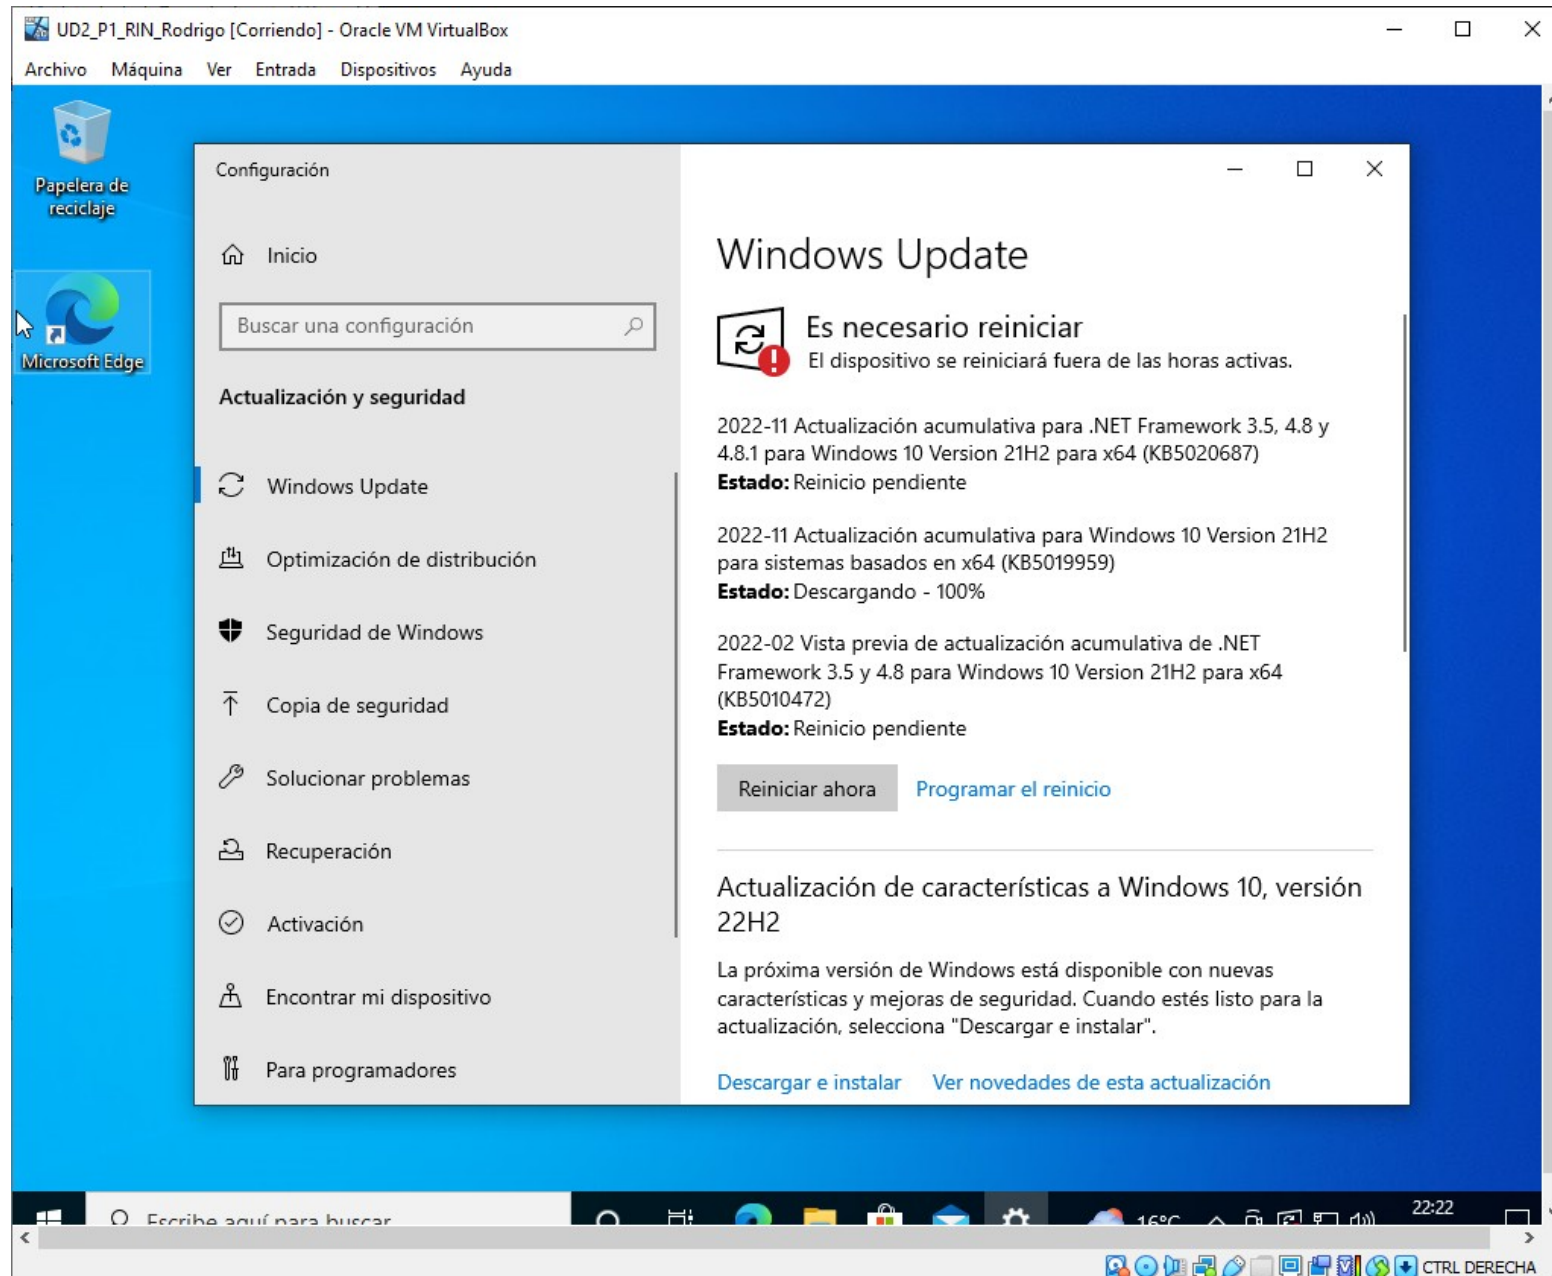 UD2_P1_RIN_Rodrigo [Corriendo] - Oracle VM VirtualBox
Archivo Máquina Ver Entrada Dispositivos Ayuda
Papelera de
reciclaje
Microsoft Edge
Configuración
Inicio
Buscar una configuración
Actualización y seguridad
Windows Update
Optimización de distribución
Seguridad de Windows
Copia de seguridad
Solucionar problemas
Recuperación
Activación
Encontrar mi dispositivo
Para programadores
Windows Update
Es necesario reiniciar
El dispositivo se reiniciará fuera de las horas activas.
2022-11 Actualización acumulativa para .NET Framework 3.5, 4.8 y
4.8.1 para Windows 10 Version 21H2 para x64 (KB5020687)
Estado: Reinicio pendiente
2022-11 Actualización acumulativa para Windows 10 Version 21H2
para sistemas basados en x64 (KB5019959)
Estado: Descargando - 100%
2022-02 Vista previa de actualización acumulativa de .NET
Framework 3.5 y 4.8 para Windows 10 Version 21H2 para x64
(KB5010472)
Estado: Reinicio pendiente
Reiniciar ahora Programar el reinicio
Actualización de características a Windows 10, versión
22H2
La próxima versión de Windows está disponible con nuevas
características y mejoras de seguridad. Cuando estés listo para la
actualización, selecciona "Descargar e instalar".
Descargar e instalar Ver novedades de esta actualización
Escribe aquí para buscar
16°C
22:22
CTRL DERECHA